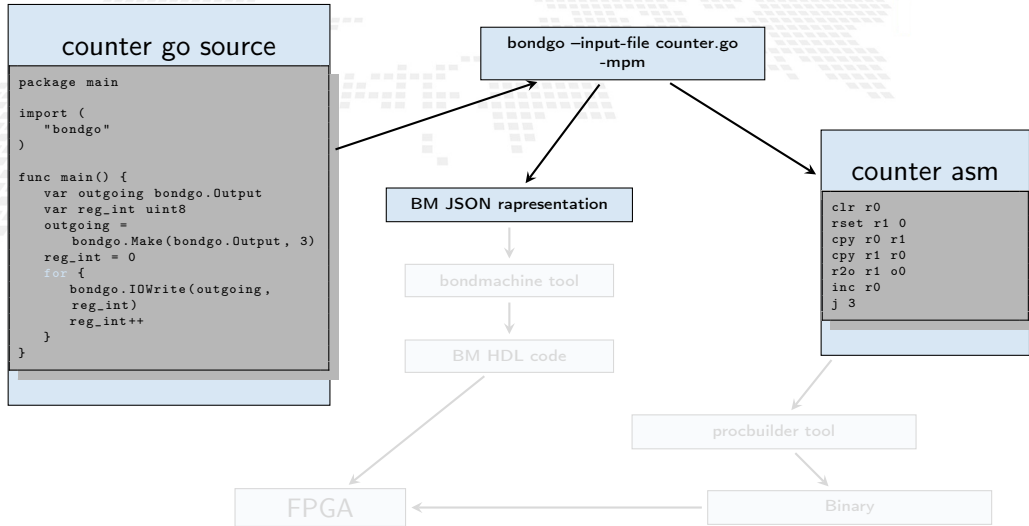 counter go source
package main
import (
"bondgo"
)
func main() {
var outgoing bondgo.Output
var reg_int uint8
outgoing =
bondgo.Make(bondgo.Output, 3)
reg_int = 0
for {
bondgo.IOWrite(outgoing,
reg_int)
reg_int++
}
}
bondgo –input-file counter.go
-mpm
BM JSON rapresentation
bondmachine tool
BM HDL code
FPGA
counter asm
clr r0
rset r1 0
cpy r0 r1
cpy r1 r0
r2o r1 o0
inc r0
j 3
procbuilder tool
Binary